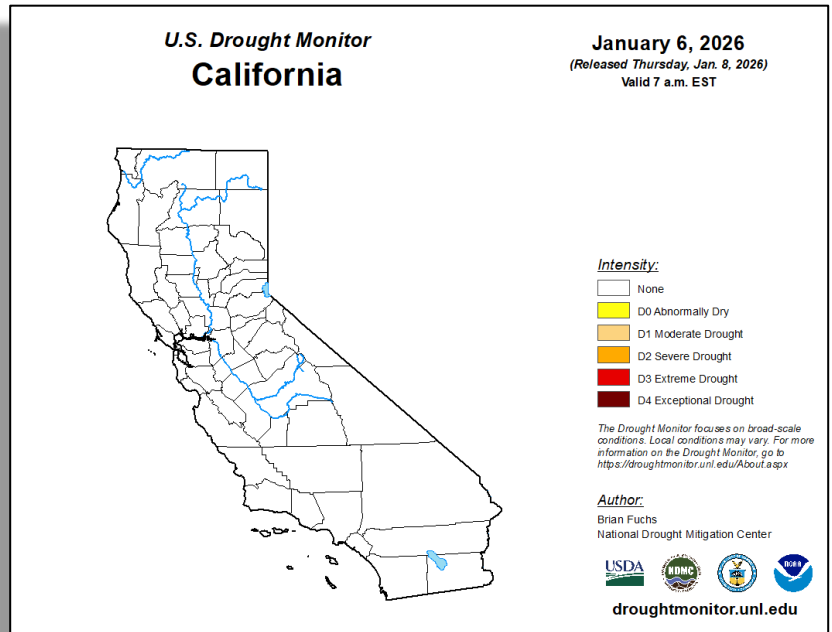 U.S. Drought Monitor
California
January 6, 2026
(Released Thursday, Jan. 8, 2026)
Valid 7 a.m. EST
Intensity:
None
D0 Abnormally Dry
D1 Moderate Drought
D2 Severe Drought
D3 Extreme Drought
D4 Exceptional Drought
The Drought Monitor focuses on broad-scale
conditions. Local conditions may vary. For more
information on the Drought Monitor, go to
https://droughtmonitor.unl.edu/About.aspx
Author:
Brian Fuchs
National Drought Mitigation Center
USDA
NDMC
NOAA
droughtmonitor.unl.edu